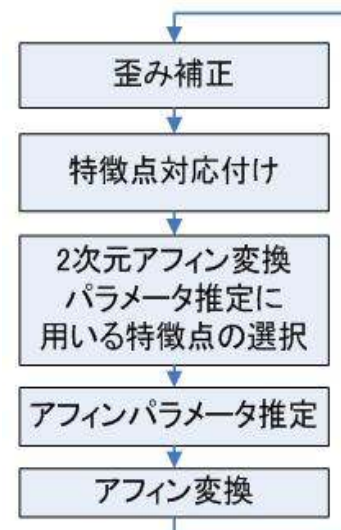 歪み補正
特徴点対応付け
2次元アフィン変換
パラメータ推定に
用いる特徴点の選択
アフィンパラメータ推定
アフィン変換